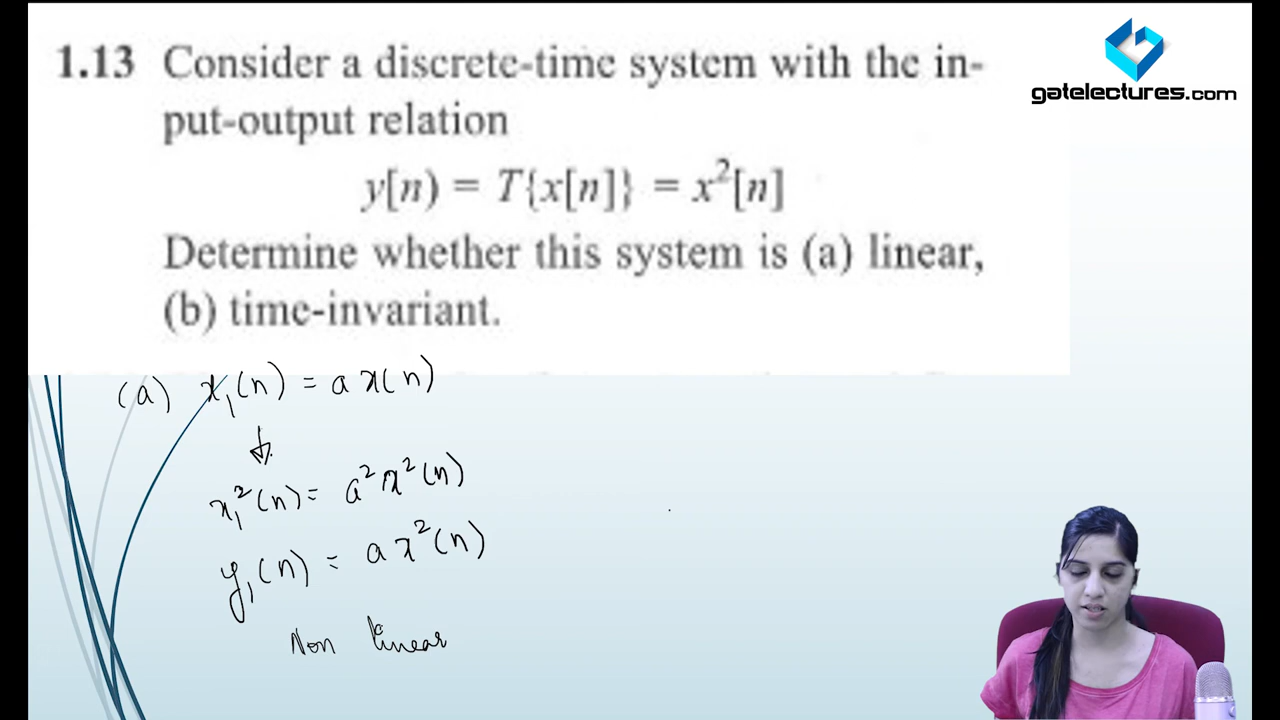 gatelectures.com
1.13 Consider a discrete-time system with the in-
put-output relation
y[n) = T{x[n]} = x²[n]
Determine whether this system is (a) linear,
(b) time-invariant.
(a) x₁(n) = a x(n)
↓
x₁²(n) = a² x²(n)
y₁(n) = a x²(n)
Non linear